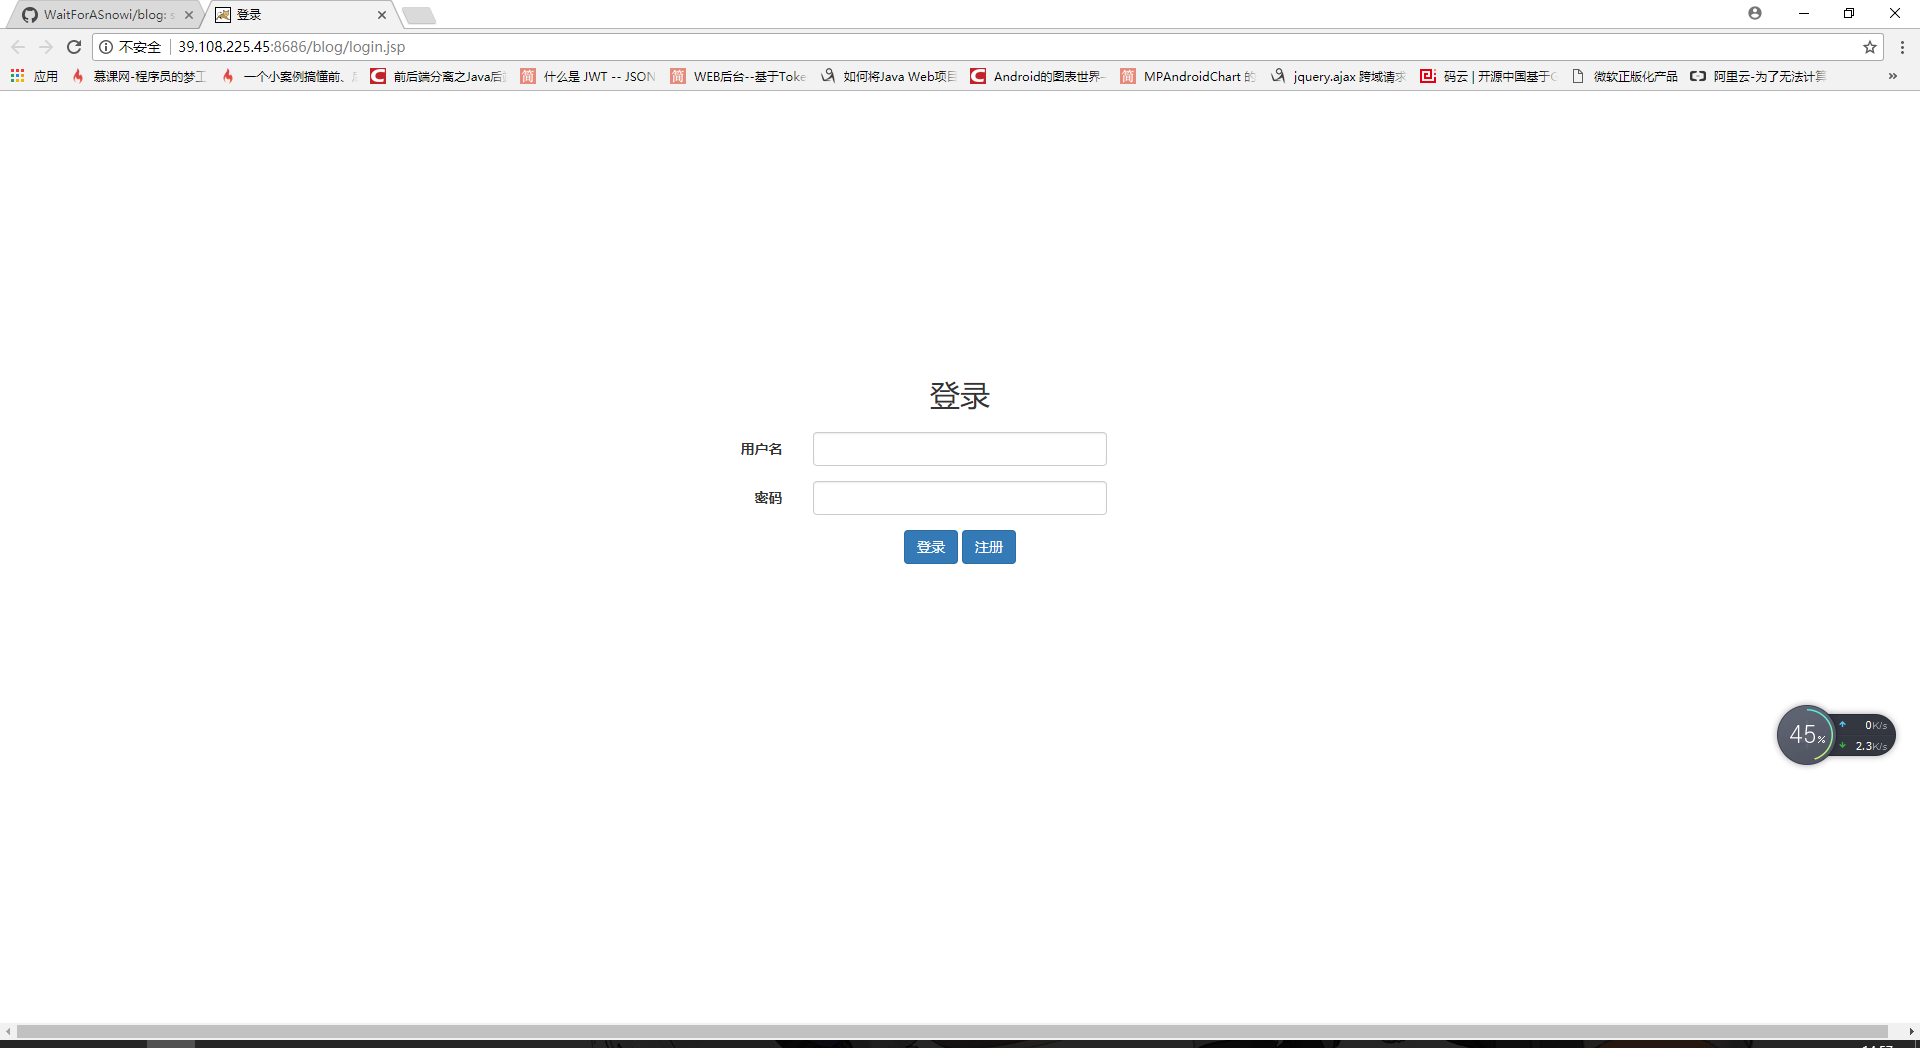 WaitForASnowi/blog: s
登录
不安全 39.108.225.45:8686/blog/login.jsp
应用 慕课网-程序员的梦工 一个小案例搞懂前、 前后端分离之Java后 什么是 JWT -- JSON WEB后台--基于Toke 如何将Java Web项目 Android的图表世界- MPAndroidChart 的 jquery.ajax 跨域请求 码云 | 开源中国基于 微软正版化产品 阿里云-为了无法计算 »
登录
用户名
密码
登录 注册
45% 0K/s
2.3K/s